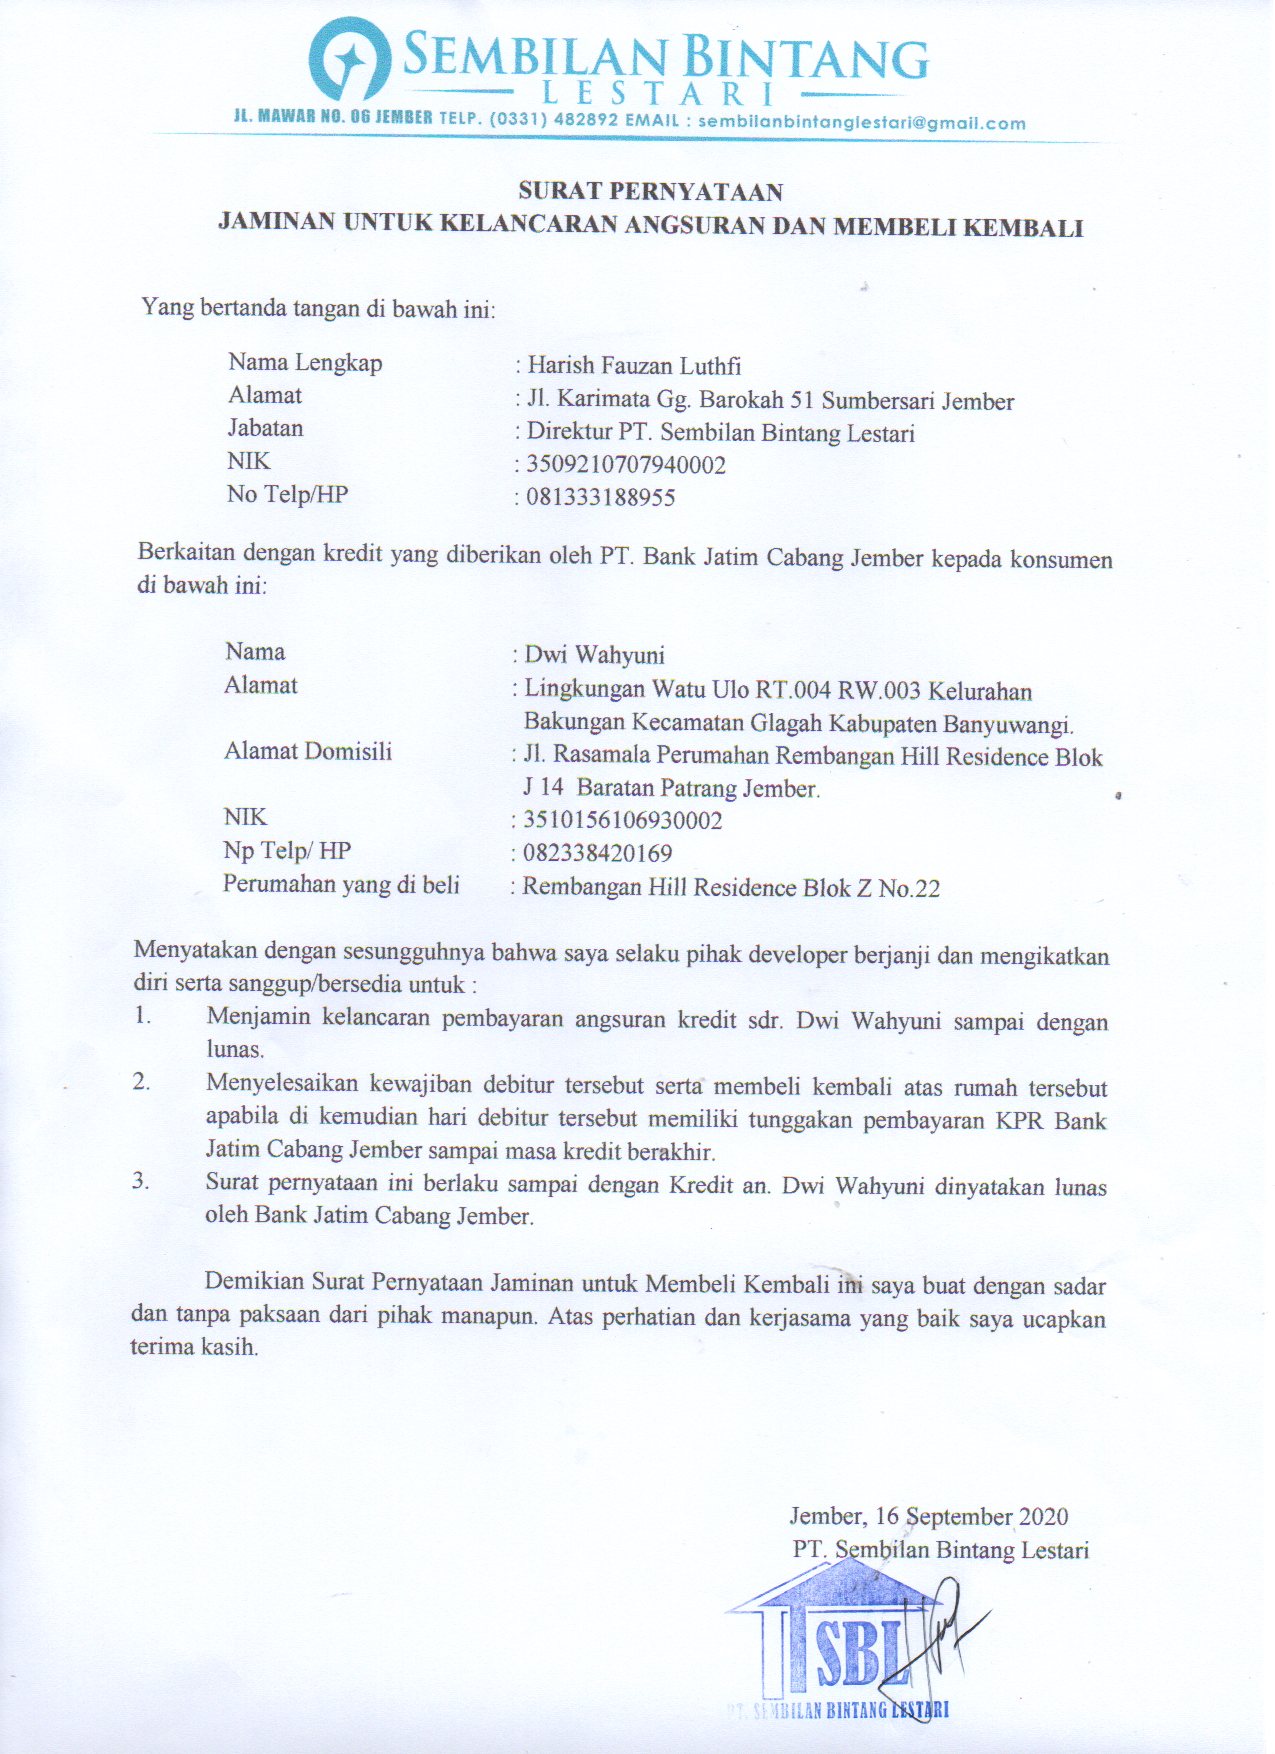 SEMBILAN BINTANG
LESTARI
JL. MAWAR NO. 06 JEMBER TELP. (0331) 482892 EMAIL : sembilanbintanglestari@gmail.com
SURAT PERNYATAAN
JAMINAN UNTUK KELANCARAN ANGSURAN DAN MEMBELI KEMBALI
Yang bertanda tangan di bawah ini:
Nama Lengkap : Harish Fauzan Luthfi
Alamat : Jl. Karimata Gg. Barokah 51 Sumbersari Jember
Jabatan : Direktur PT. Sembilan Bintang Lestari
NIK : 3509210707940002
No Telp/HP : 081333188955
Berkaitan dengan kredit yang diberikan oleh PT. Bank Jatim Cabang Jember kepada konsumen
di bawah ini:
Nama : Dwi Wahyuni
Alamat : Lingkungan Watu Ulo RT.004 RW.003 Kelurahan
Bakungan Kecamatan Glagah Kabupaten Banyuwangi.
Alamat Domisili : Jl. Rasamala Perumahan Rembangan Hill Residence Blok
J 14 Baratan Patrang Jember.
NIK : 3510156106930002
Np Telp/ HP : 082338420169
Perumahan yang di beli : Rembangan Hill Residence Blok Z No.22
Menyatakan dengan sesungguhnya bahwa saya selaku pihak developer berjanji dan mengikatkan
diri serta sanggup/bersedia untuk :
1. Menjamin kelancaran pembayaran angsuran kredit sdr. Dwi Wahyuni sampai dengan
lunas.
2. Menyelesaikan kewajiban debitur tersebut serta membeli kembali atas rumah tersebut
apabila di kemudian hari debitur tersebut memiliki tunggakan pembayaran KPR Bank
Jatim Cabang Jember sampai masa kredit berakhir.
3. Surat pernyataan ini berlaku sampai dengan Kredit an. Dwi Wahyuni dinyatakan lunas
oleh Bank Jatim Cabang Jember.
Demikian Surat Pernyataan Jaminan untuk Membeli Kembali ini saya buat dengan sadar
dan tanpa paksaan dari pihak manapun. Atas perhatian dan kerjasama yang baik saya ucapkan
terima kasih.
Jember, 16 September 2020
PT. Sembilan Bintang Lestari
SBL
PT. SEMBILAN BINTANG LESTARI